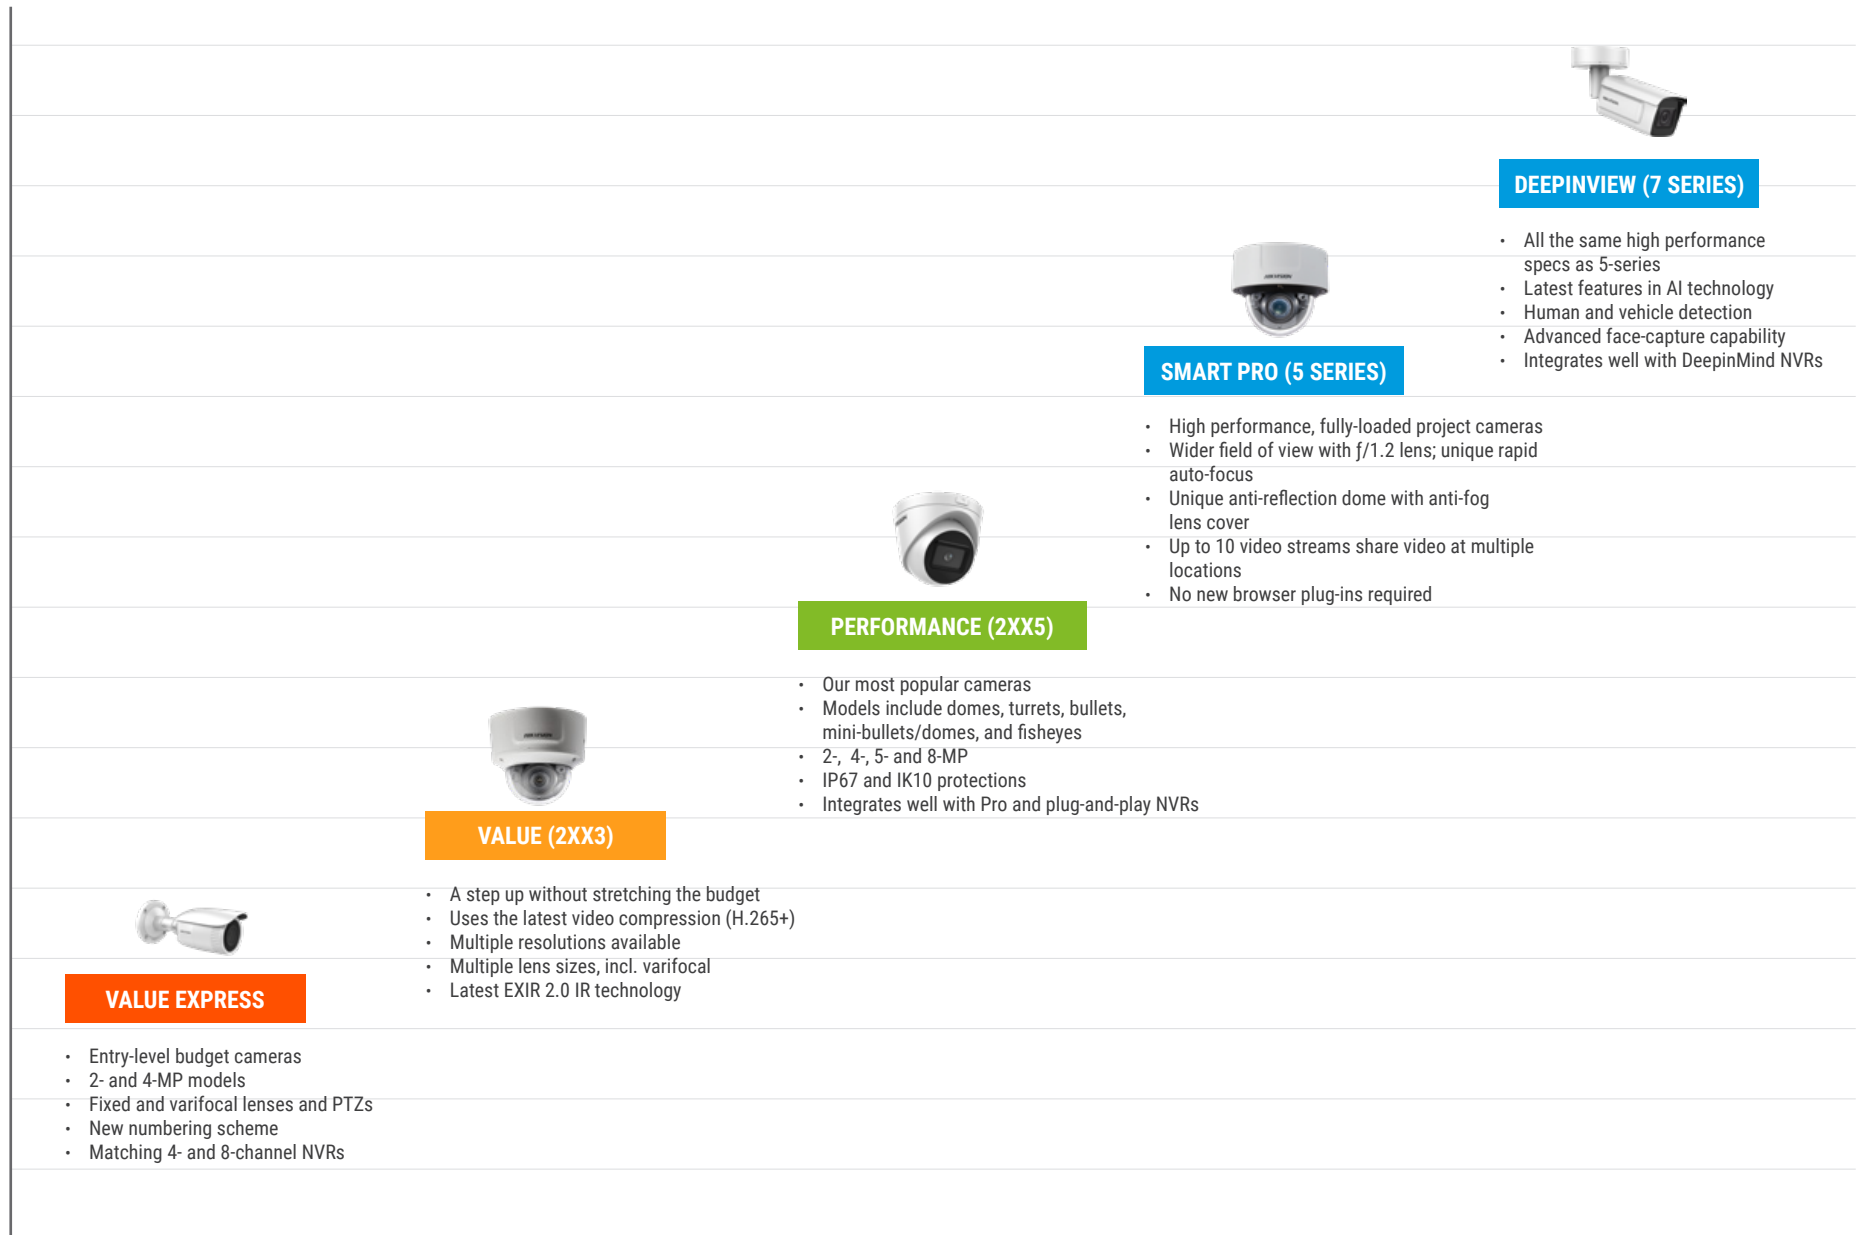 DEEPINVIEW (7 SERIES)
• All the same high performance
specs as 5-series
• Latest features in AI technology
• Human and vehicle detection
• Advanced face-capture capability
• Integrates well with DeepinMind NVRs
HIKVISION
SMART PRO (5 SERIES)
• High performance, fully-loaded project cameras
• Wider field of view with ƒ/1.2 lens; unique rapid
auto-focus
• Unique anti-reflection dome with anti-fog
lens cover
• Up to 10 video streams share video at multiple
locations
• No new browser plug-ins required
PERFORMANCE (2XX5)
• Our most popular cameras
• Models include domes, turrets, bullets,
mini-bullets/domes, and fisheyes
• 2-, 4-, 5- and 8-MP
• IP67 and IK10 protections
• Integrates well with Pro and plug-and-play NVRs
HIKVISION
VALUE (2XX3)
• A step up without stretching the budget
• Uses the latest video compression (H.265+)
• Multiple resolutions available
• Multiple lens sizes, incl. varifocal
• Latest EXIR 2.0 IR technology
VALUE EXPRESS
• Entry-level budget cameras
• 2- and 4-MP models
• Fixed and varifocal lenses and PTZs
• New numbering scheme
• Matching 4- and 8-channel NVRs